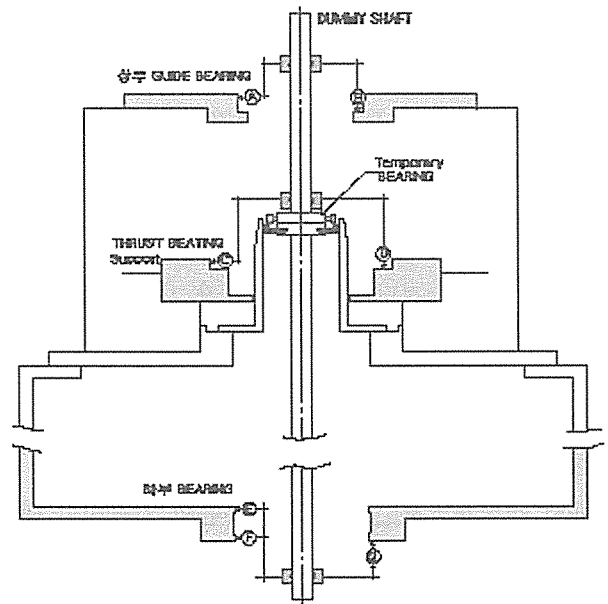 DUMMY SHAFT
상부 GUIDE BEARING
A
Temporary
BEARING
THRUST BEATING
Support
C
D
하부 BEARING
E
F